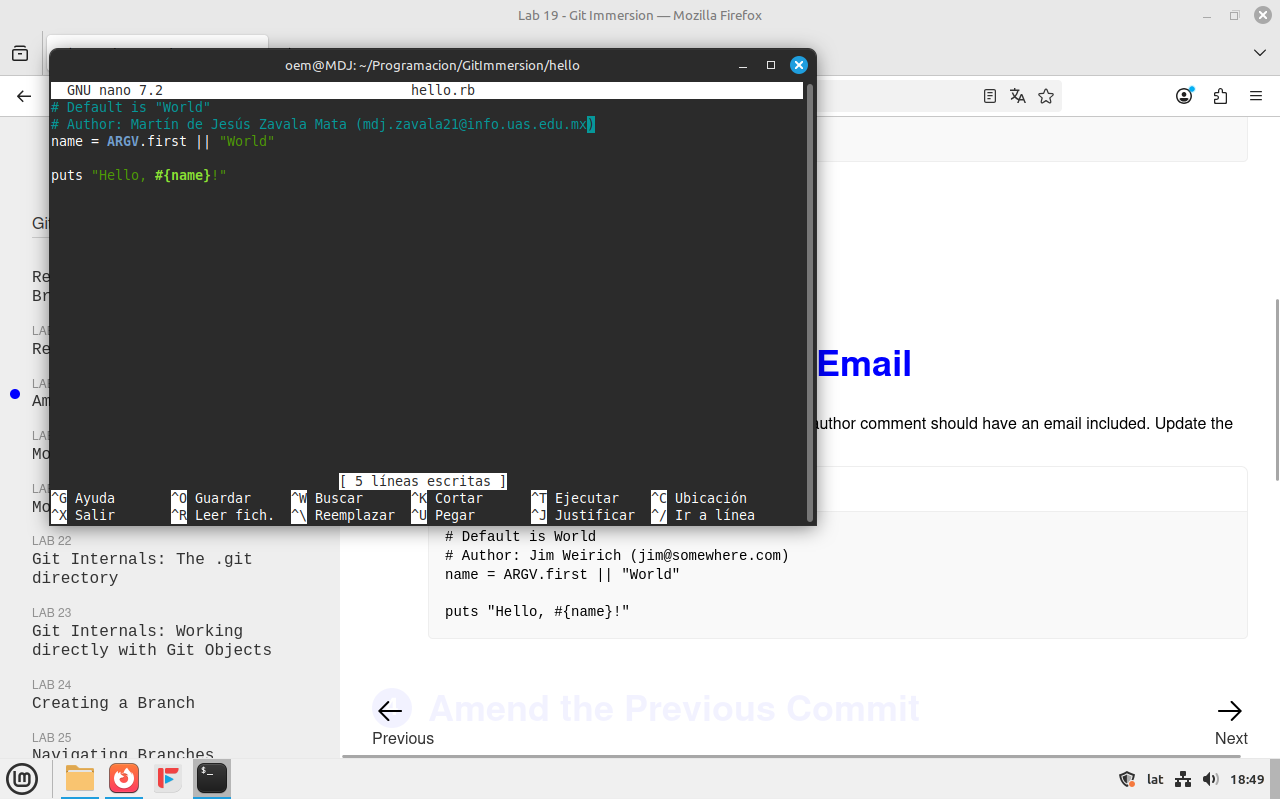 Lab 19 - Git Immersion — Mozilla Firefox
oem@MDJ: ~/Programacion/GitImmersion/hello
GNU nano 7.2 hello.rb
# Default is "World"
# Author: Martín de Jesús Zavala Mata (mdj.zavala21@info.uas.edu.mx)
name = ARGV.first || "World"
puts "Hello, #{name}!"
[ 5 líneas escritas ]
^G Ayuda ^O Guardar ^W Buscar ^K Cortar ^T Ejecutar ^C Ubicación
^X Salir ^R Leer fich. ^\ Reemplazar ^U Pegar ^J Justificar ^/ Ir a línea
Git
Re
Br
LAB
Re
LAB
Am
LAB
Mo
LAB
Mo
LAB 22
Git Internals: The .git
directory
LAB 23
Git Internals: Working
directly with Git Objects
LAB 24
Creating a Branch
LAB 25
Navigating Branches
Email
author comment should have an email included. Update the
# Default is World
# Author: Jim Weirich (jim@somewhere.com)
name = ARGV.first || "World"
puts "Hello, #{name}!"
Amend the Previous Commit
Previous
Next
lat 18:49